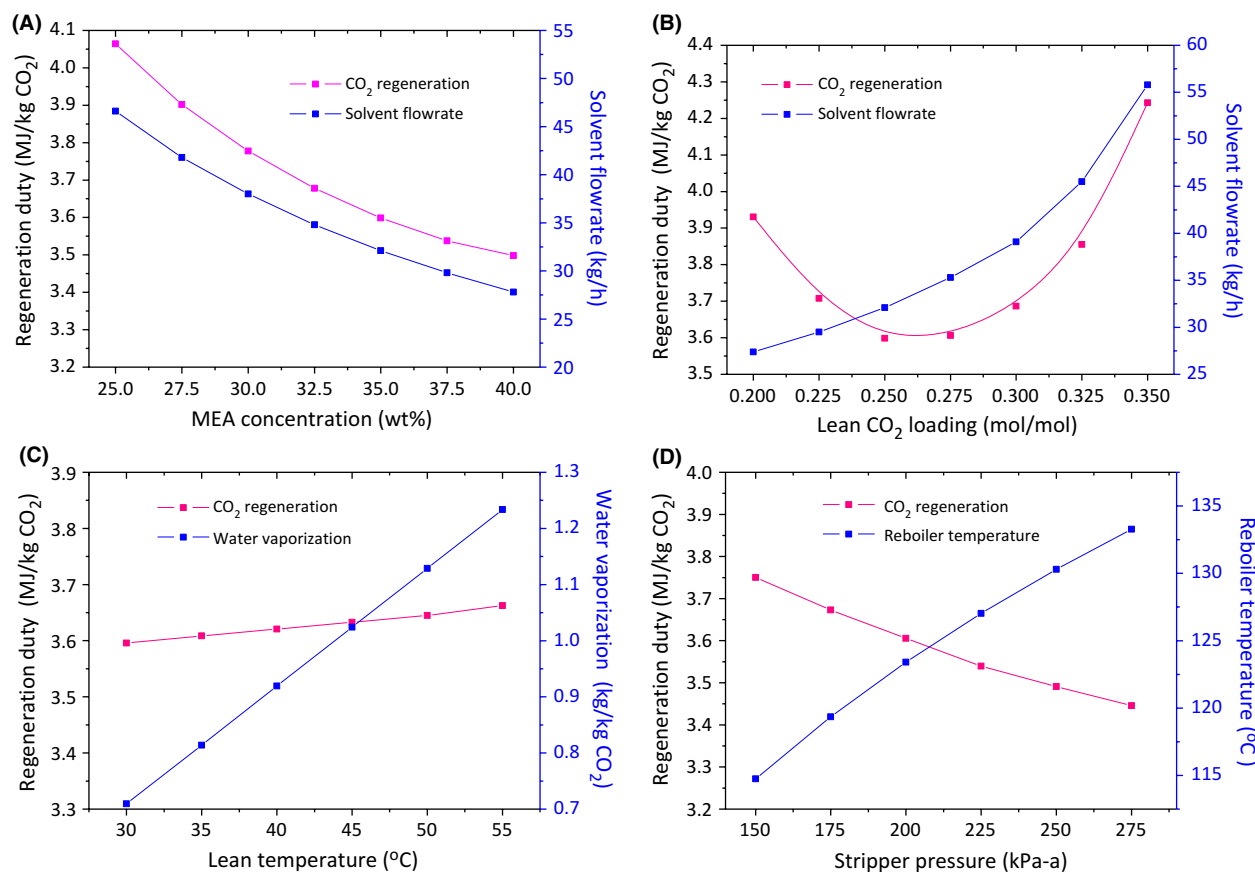 (A)
4.1
4.0
3.9
3.8
3.7
3.6
3.5
3.4
3.3
3.2
Regeneration duty (MJ/kg CO2)
CO2 regeneration
Solvent flowrate
55
50
45
40
35
30
25
20
Solvent flowrate (kg/h)
25.0 27.5 30.0 32.5 35.0 37.5 40.0
MEA concentration (wt%)
(B)
4.4
4.3
4.2
4.1
4.0
3.9
3.8
3.7
3.6
3.5
Regeneration duty (MJ/kg CO2)
CO2 regeneration
Solvent flowrate
60
55
50
45
40
35
30
25
Solvent flowrate (kg/h)
0.200 0.225 0.250 0.275 0.300 0.325 0.350
Lean CO2 loading (mol/mol)
(C)
3.9
3.8
3.7
3.6
3.5
3.4
3.3
Regeneration duty (MJ/kg CO2)
CO2 regeneration
Water vaporization
1.3
1.2
1.1
1.0
0.9
0.8
0.7
Water vaporization (kg/kg CO2)
30 35 40 45 50 55
Lean temperature (°C)
(D)
4.0
3.9
3.8
3.7
3.6
3.5
3.4
3.3
3.2
Regeneration duty (MJ/kg CO2)
CO2 regeneration
Reboiler temperature
135
130
125
120
115
Reboiler temperature (°C)
150 175 200 225 250 275
Stripper pressure (kPa-a)